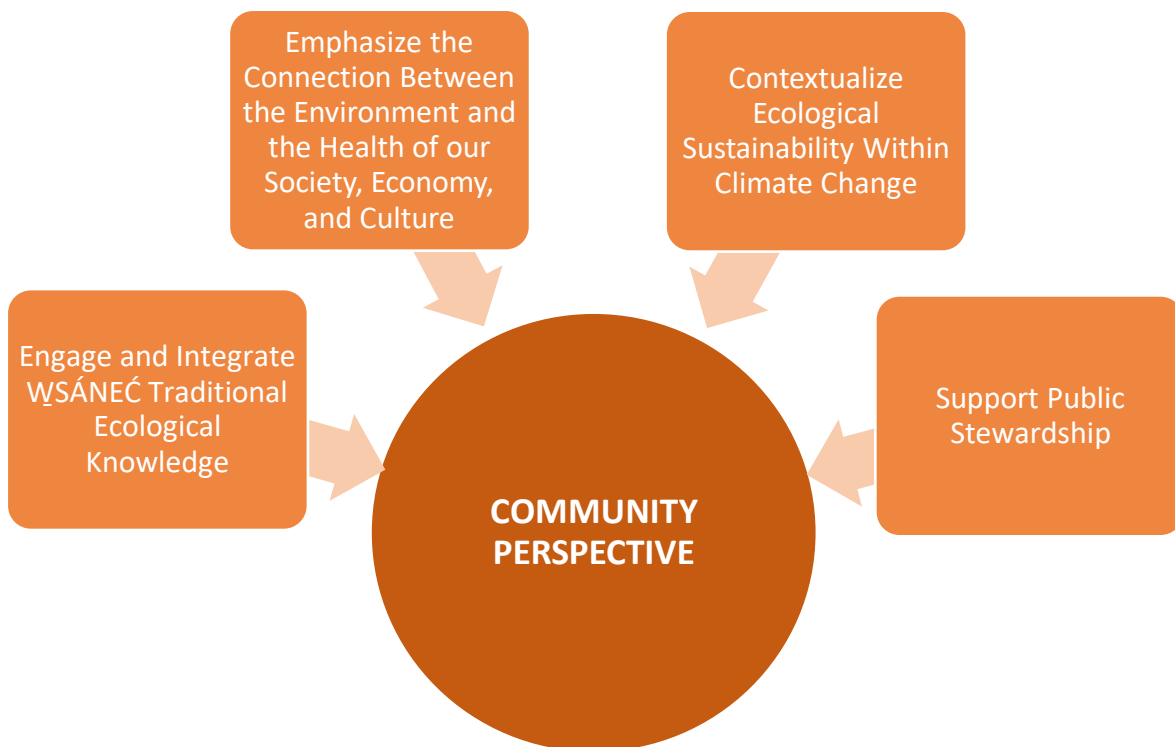 Emphasize the
Connection Between
the Environment and
the Health of our
Society, Economy,
and Culture
Contextualize
Ecological
Sustainability Within
Climate Change
Engage and Integrate
W̱SÁNEĆ Traditional
Ecological
Knowledge
Support Public
Stewardship
COMMUNITY
PERSPECTIVE